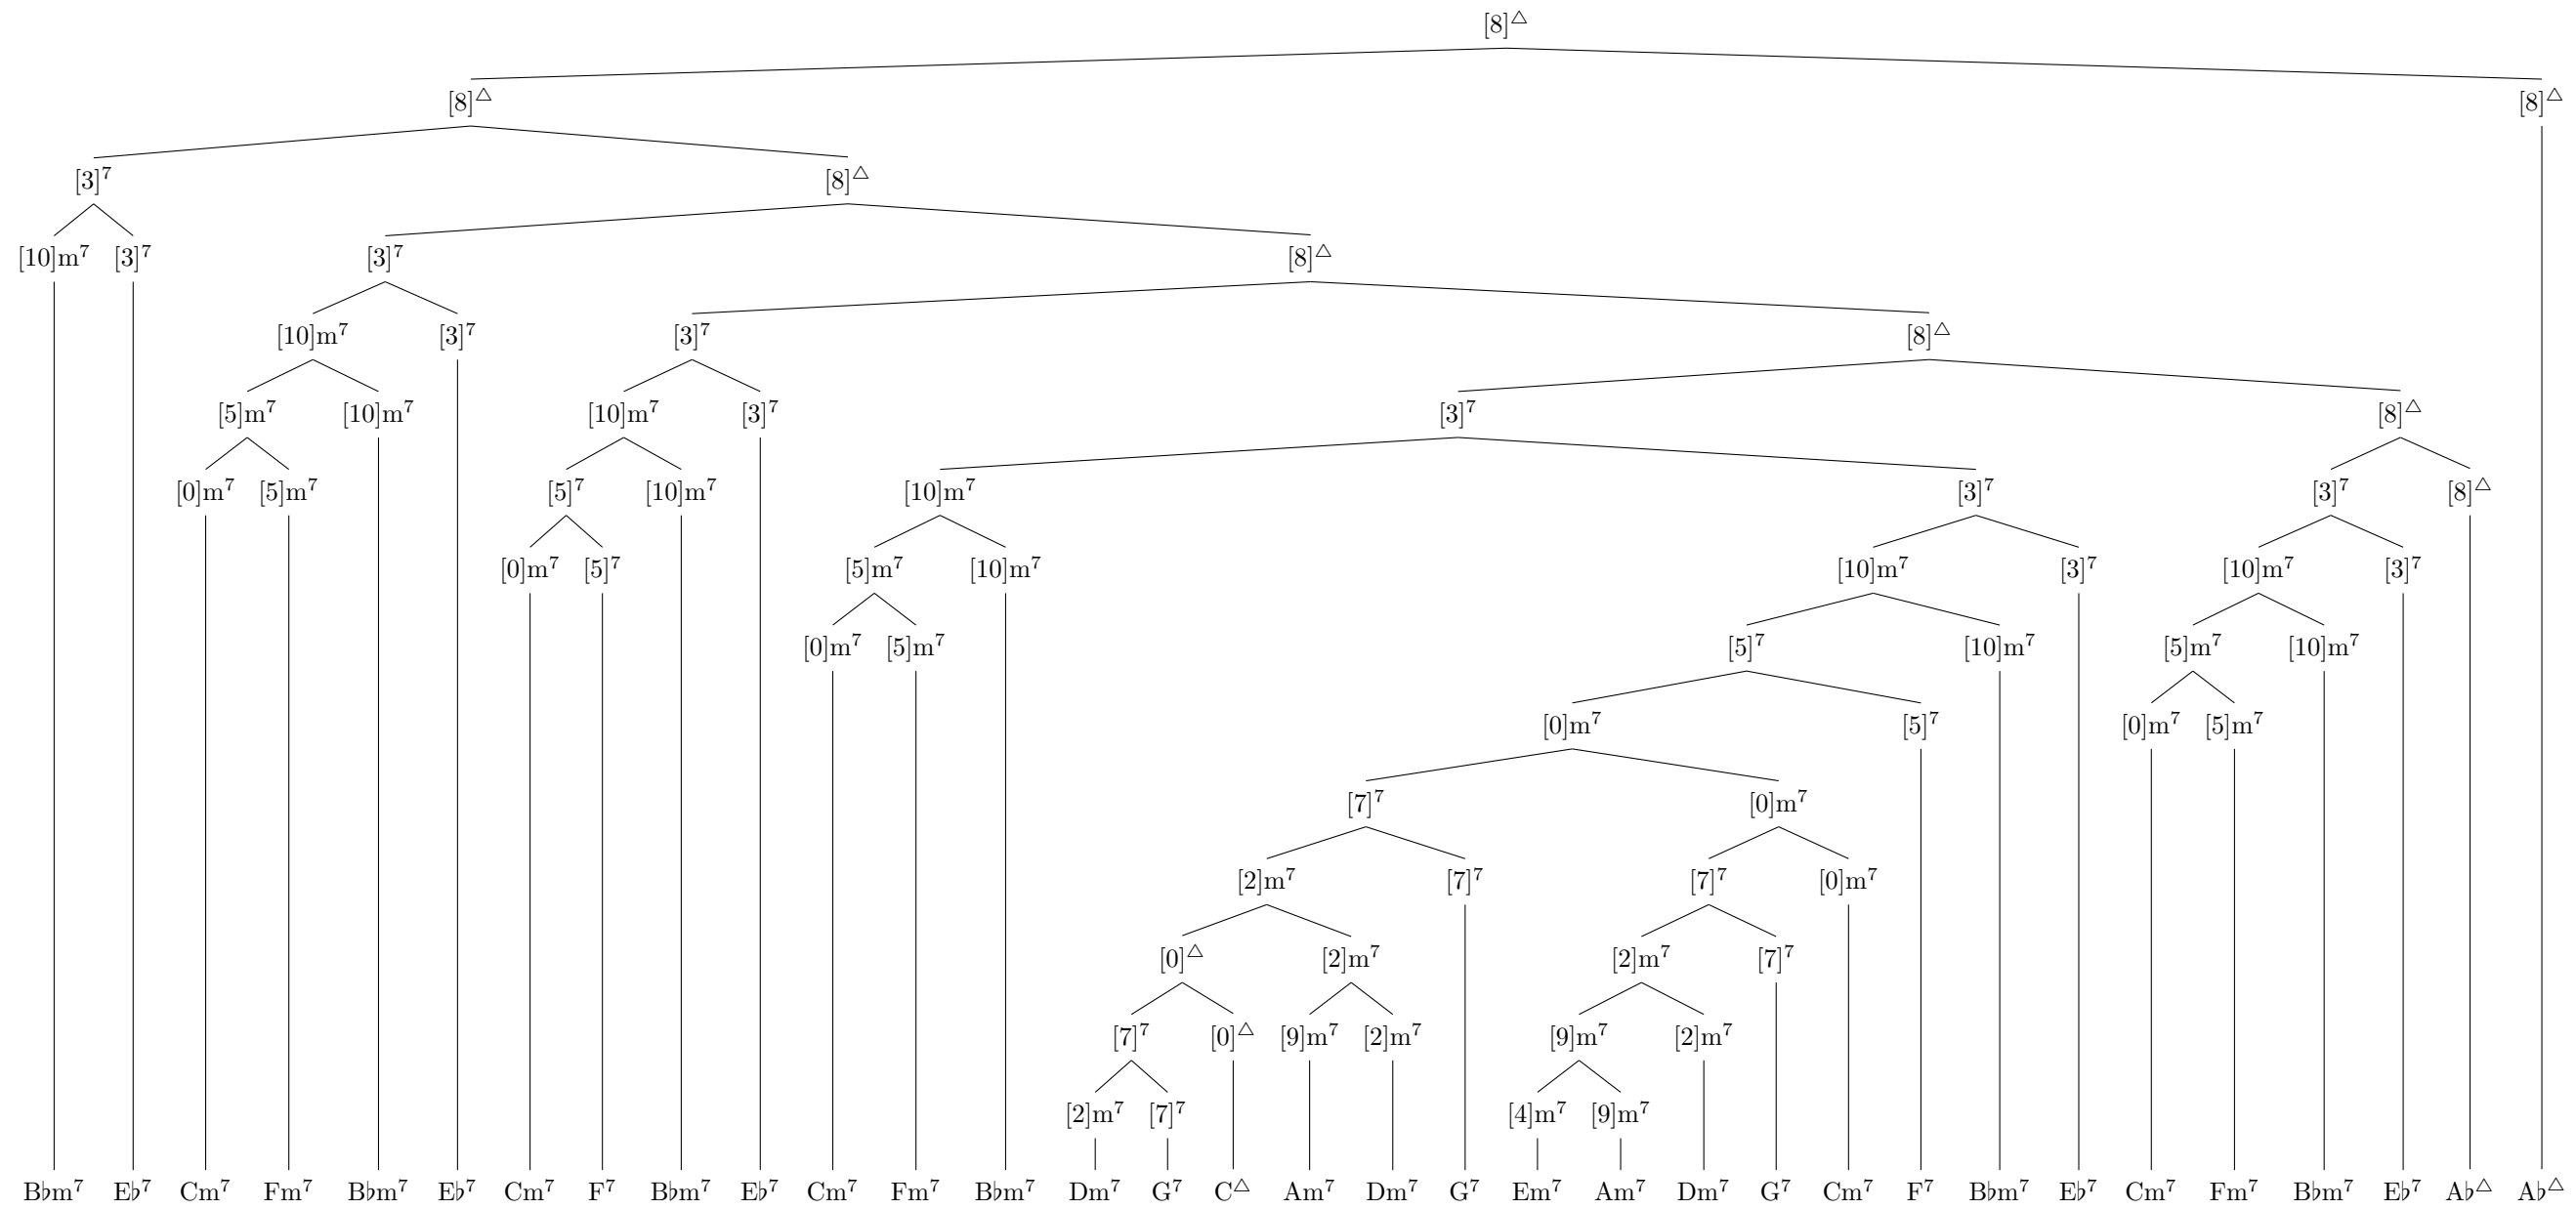 [8]△
[8]△ [8]△
[3]⁷ [8]△
[10]m⁷ [3]⁷ [3]⁷ [8]△
[10]m⁷ [3]⁷ [3]⁷ [8]△
[5]m⁷ [10]m⁷ [10]m⁷ [3]⁷ [3]⁷ [8]△
[0]m⁷ [5]m⁷ [5]⁷ [10]m⁷ [10]m⁷ [3]⁷ [3]⁷ [8]△
[0]m⁷ [5]⁷ [5]m⁷ [10]m⁷ [10]m⁷ [3]⁷ [10]m⁷ [3]⁷
[0]m⁷ [5]m⁷ [5]⁷ [10]m⁷ [5]m⁷ [10]m⁷
[0]m⁷ [5]⁷ [0]m⁷ [5]m⁷
[7]⁷ [0]m⁷
[2]m⁷ [7]⁷ [7]⁷ [0]m⁷
[0]△ [2]m⁷ [2]m⁷ [7]⁷
[7]⁷ [0]△ [9]m⁷ [2]m⁷ [9]m⁷ [2]m⁷
[2]m⁷ [7]⁷ [4]m⁷ [9]m⁷
B♭m⁷ E♭⁷ Cm⁷ Fm⁷ B♭m⁷ E♭⁷ Cm⁷ F⁷ B♭m⁷ E♭⁷ Cm⁷ Fm⁷ B♭m⁷ Dm⁷ G⁷ C△ Am⁷ Dm⁷ G⁷ Em⁷ Am⁷ Dm⁷ G⁷ Cm⁷ F⁷ B♭m⁷ E♭⁷ Cm⁷ Fm⁷ B♭m⁷ E♭⁷ A♭△ A♭△